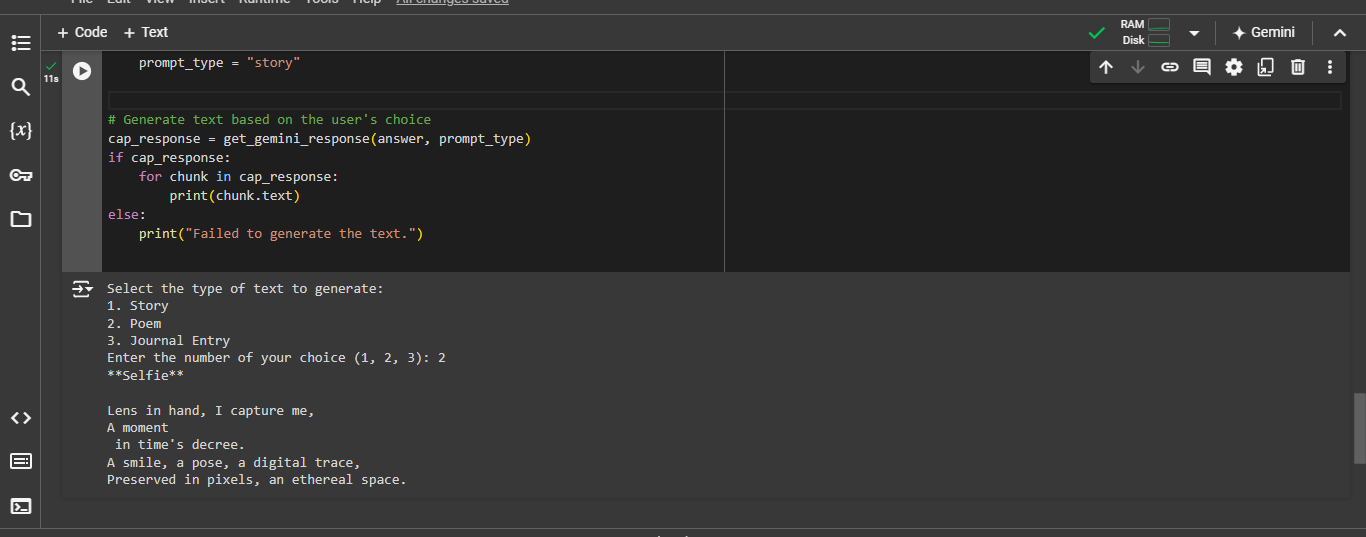 File Edit View Insert Runtime Tools Help All changes saved
+ Code + Text
RAM
Disk
Gemini
11s
{x}
prompt_type = "story"
# Generate text based on the user's choice
cap_response = get_gemini_response(answer, prompt_type)
if cap_response:
    for chunk in cap_response:
        print(chunk.text)
else:
    print("Failed to generate the text.")
Select the type of text to generate:
1. Story
2. Poem
3. Journal Entry
Enter the number of your choice (1, 2, 3): 2
**Selfie**
Lens in hand, I capture me,
A moment
 in time's decree.
A smile, a pose, a digital trace,
Preserved in pixels, an ethereal space.